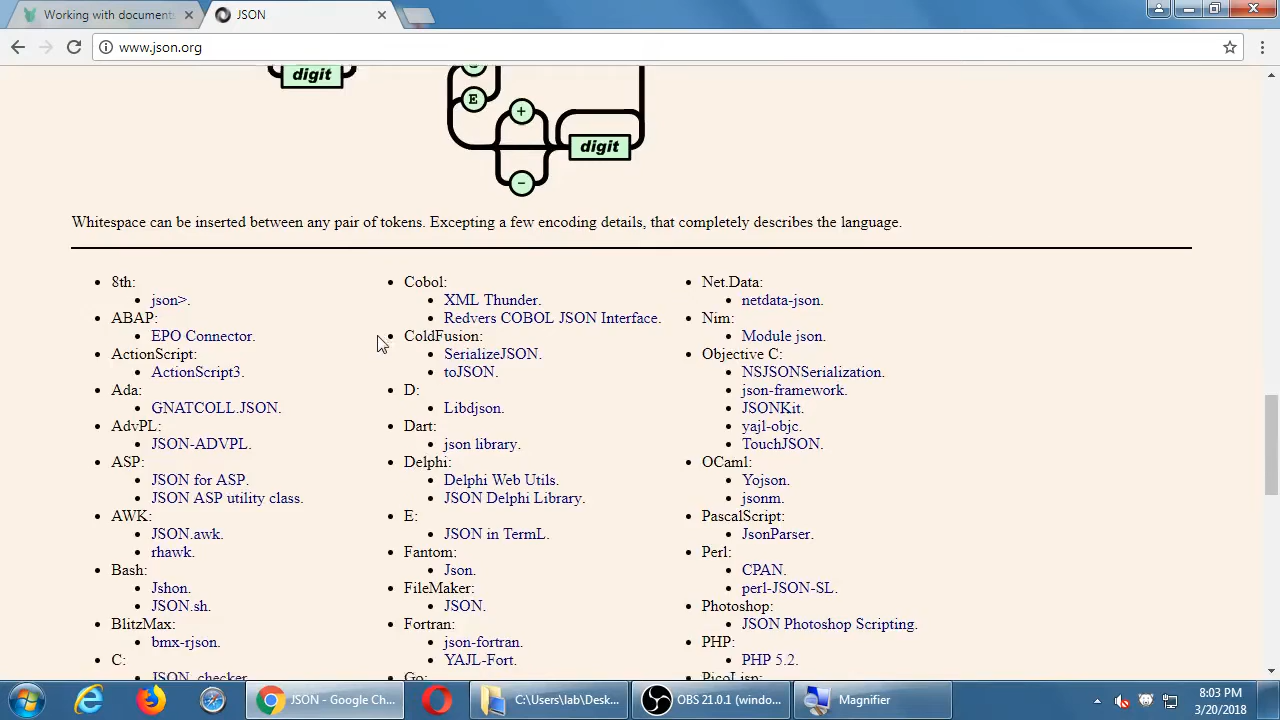 Working with document
JSON
www.json.org
digit
E
+
digit
-
Whitespace can be inserted between any pair of tokens. Excepting a few encoding details, that completely describes the language.
8th:
json>.
ABAP:
EPO Connector.
ActionScript:
ActionScript3.
Ada:
GNATCOLL.JSON.
AdvPL:
JSON-ADVPL.
ASP:
JSON for ASP.
JSON ASP utility class.
AWK:
JSON.awk.
rhawk.
Bash:
Jshon.
JSON.sh.
BlitzMax:
bmx-rjson.
C:
JSON_checker.
Cobol:
XML Thunder.
Redvers COBOL JSON Interface.
ColdFusion:
SerializeJSON.
toJSON.
D:
Libdjson.
Dart:
json library.
Delphi:
Delphi Web Utils.
JSON Delphi Library.
E:
JSON in TermL.
Fantom:
Json.
FileMaker:
JSON.
Fortran:
json-fortran.
YAJL-Fort.
Go:
Net.Data:
netdata-json.
Nim:
Module json.
Objective C:
NSJSONSerialization.
json-framework.
JSONKit.
yajl-objc.
TouchJSON.
OCaml:
Yojson.
jsonm.
PascalScript:
JsonParser.
Perl:
CPAN.
perl-JSON-SL.
Photoshop:
JSON Photoshop Scripting.
PHP:
PHP 5.2.
PicoLisp:
JSON - Google Ch...
C:\Users\lab\Desk...
OBS 21.0.1 (windo...
Magnifier
8:03 PM
3/20/2018